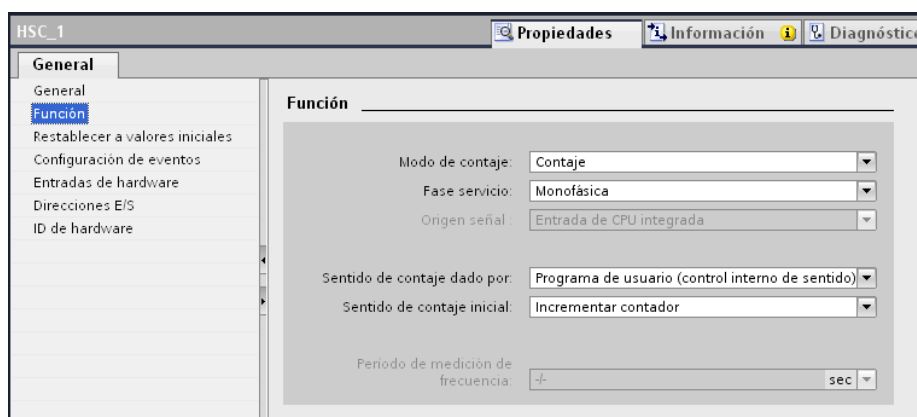 HSC_1
Propiedades
Información
Diagnóstico
General
General
Función
Restablecer a valores iniciales
Configuración de eventos
Entradas de hardware
Direcciones E/S
ID de hardware
Función
Modo de contaje: Contaje
Fase servicio: Monofásica
Origen señal : Entrada de CPU integrada
Sentido de contaje dado por: Programa de usuario (control interno de sentido)
Sentido de contaje inicial: Incrementar contador
Período de medición de
frecuencia: -/- sec